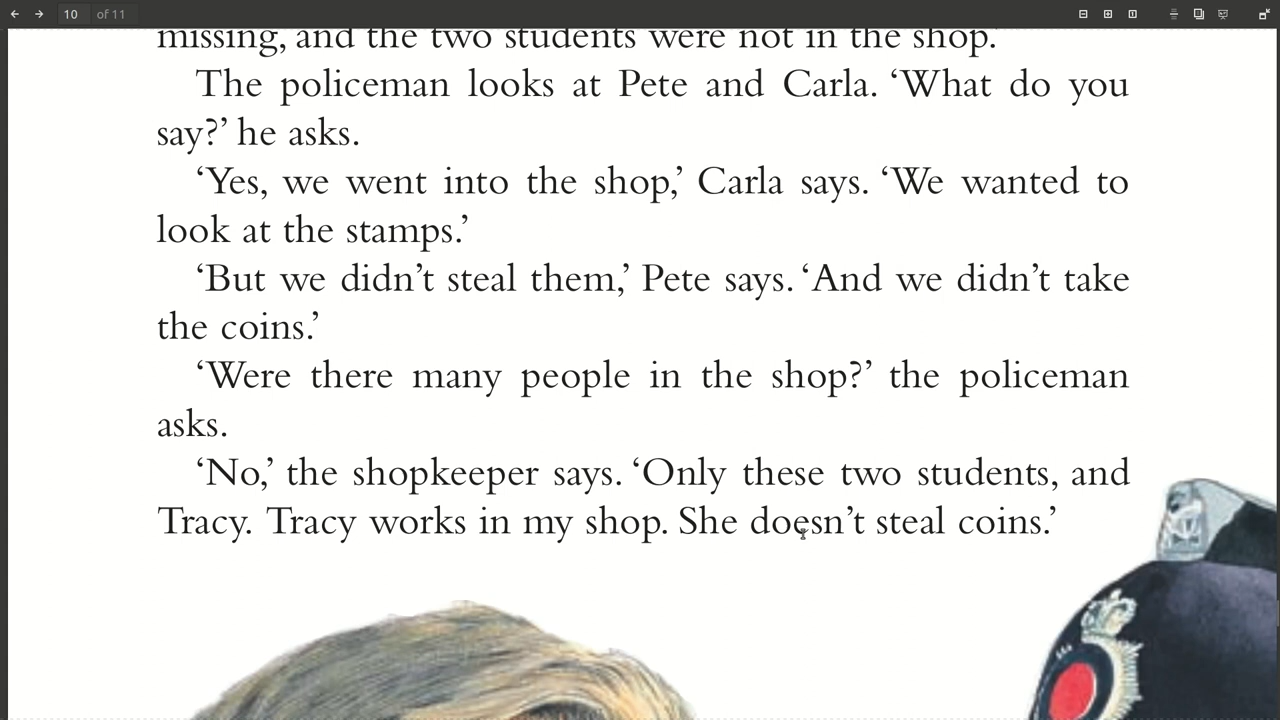 10 of 11
missing, and the two students were not in the shop.
The policeman looks at Pete and Carla. ‘What do you
say?’ he asks.
‘Yes, we went into the shop,’ Carla says. ‘We wanted to
look at the stamps.’
‘But we didn’t steal them,’ Pete says. ‘And we didn’t take
the coins.’
‘Were there many people in the shop?’ the policeman
asks.
‘No,’ the shopkeeper says. ‘Only these two students, and
Tracy. Tracy works in my shop. She doesn’t steal coins.’